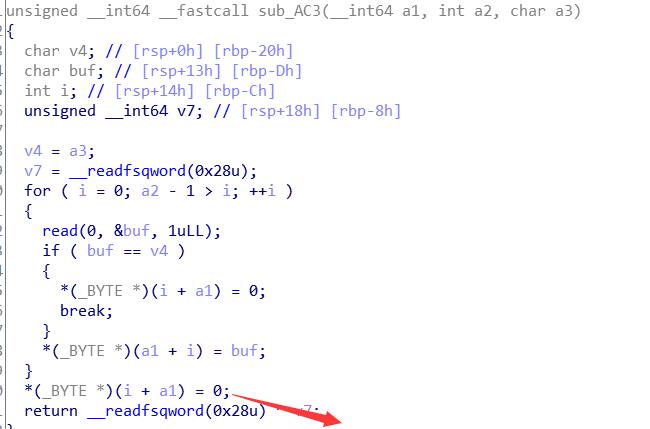 unsigned __int64 __fastcall sub_AC3(__int64 a1, int a2, char a3)
{
char v4; // [rsp+0h] [rbp-20h]
char buf; // [rsp+13h] [rbp-Dh]
int i; // [rsp+14h] [rbp-Ch]
unsigned __int64 v7; // [rsp+18h] [rbp-8h]
v4 = a3;
v7 = __readfsqword(0x28u);
for ( i = 0; a2 - 1 > i; ++i )
{
read(0, &buf, 1uLL);
if ( buf == v4 )
{
*(_BYTE *)(i + a1) = 0;
break;
}
*(_BYTE *)(a1 + i) = buf;
}
*(_BYTE *)(i + a1) = 0;
return __readfsqword(0x28u) v7;